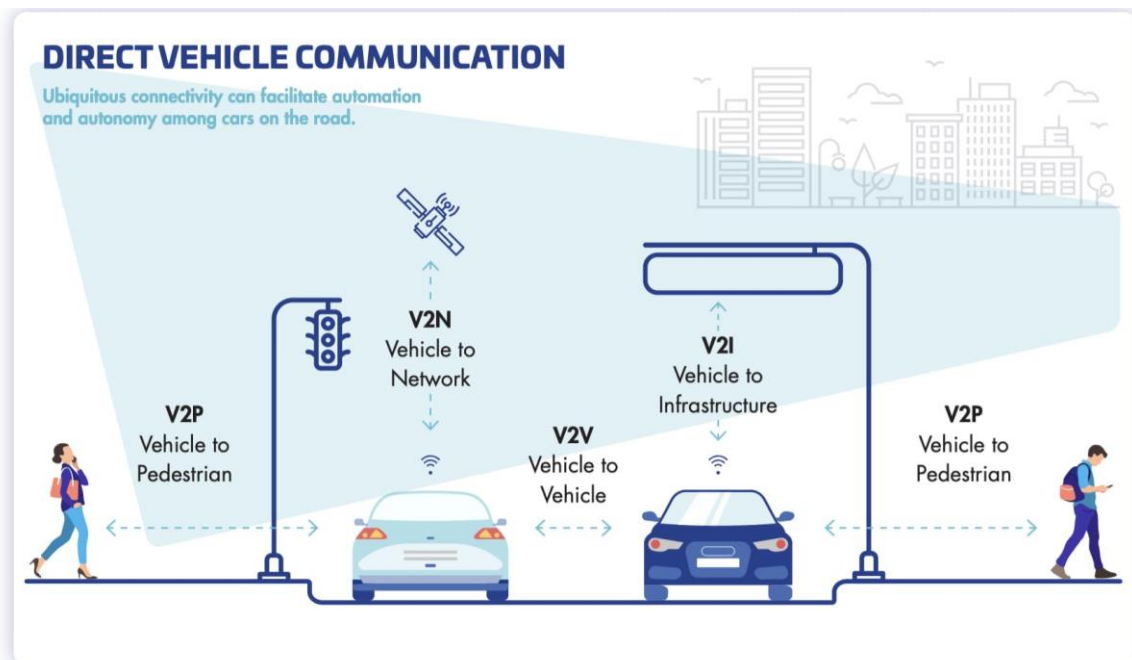 DIRECT VEHICLE COMMUNICATION
Ubiquitous connectivity can facilitate automation
and autonomy among cars on the road.
V2N
Vehicle to
Network
V2I
Vehicle to
Infrastructure
V2P
Vehicle to
Pedestrian
V2V
Vehicle to
Vehicle
V2P
Vehicle to
Pedestrian